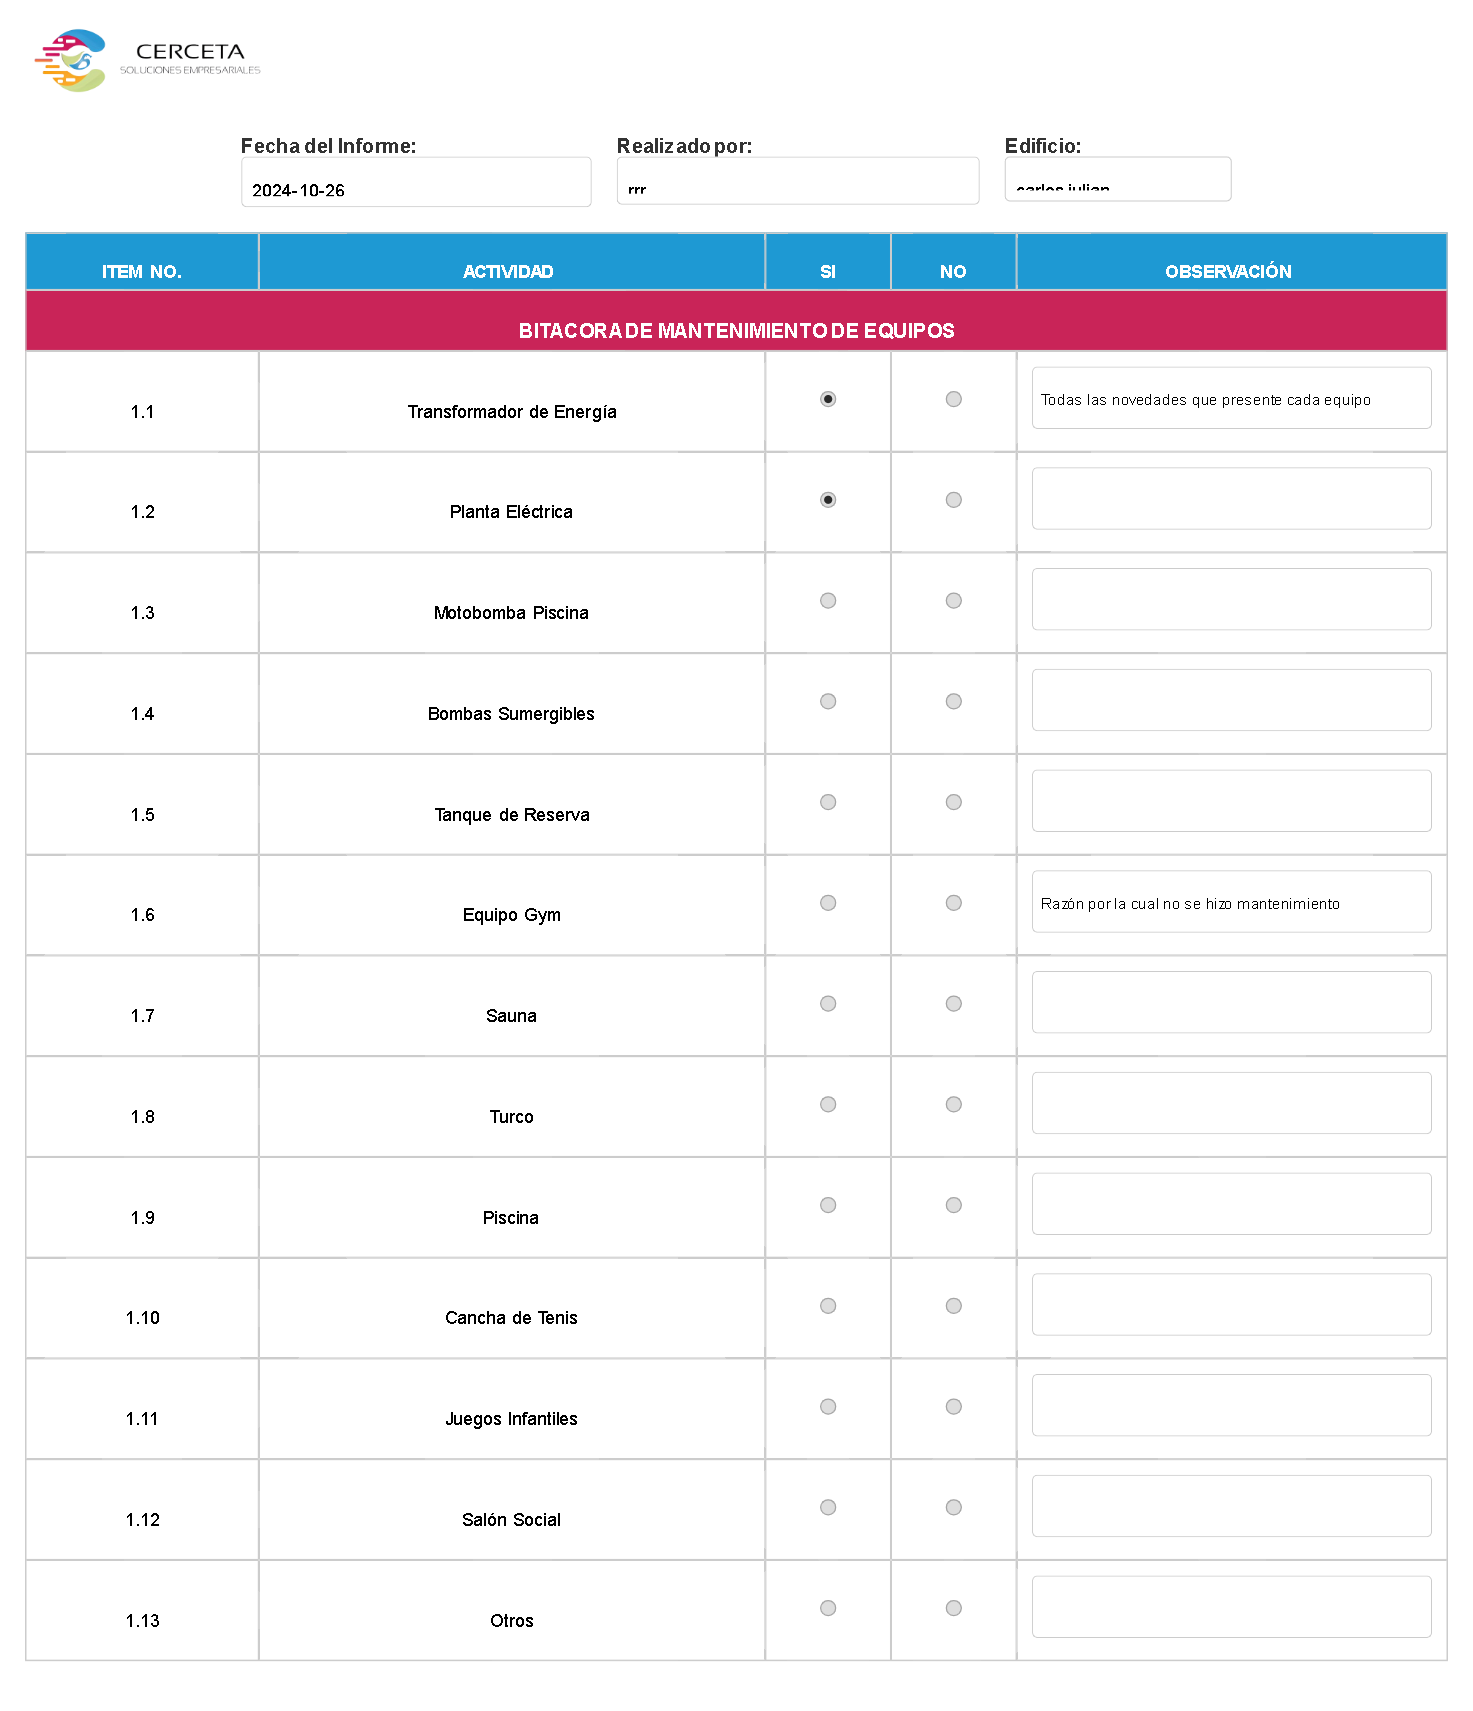 CERCETA
SOLUCIONES EMPRESARIALES
Fecha del Informe: Realizado por: Edificio:
2024-10-26 rrr carlos julian
ITEM NO. ACTIVIDAD SI NO OBSERVACIÓN
BITACORA DE MANTENIMIENTO DE EQUIPOS
1.1 Transformador de Energía Todas las novedades que presente cada equipo
1.2 Planta Eléctrica
1.3 Motobomba Piscina
1.4 Bombas Sumergibles
1.5 Tanque de Reserva
1.6 Equipo Gym Razón por la cual no se hizo mantenimiento
1.7 Sauna
1.8 Turco
1.9 Piscina
1.10 Cancha de Tenis
1.11 Juegos Infantiles
1.12 Salón Social
1.13 Otros